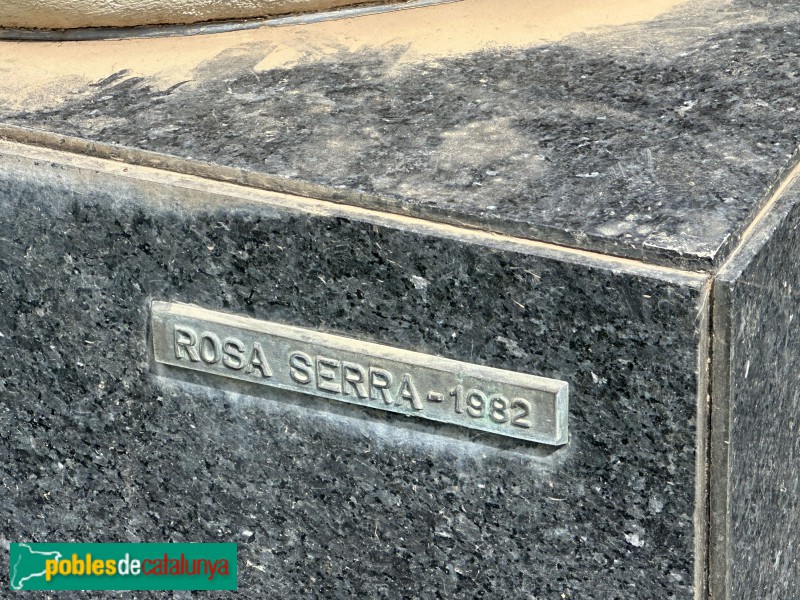 ROSA SERRA - 1982
poblesdecatalunya